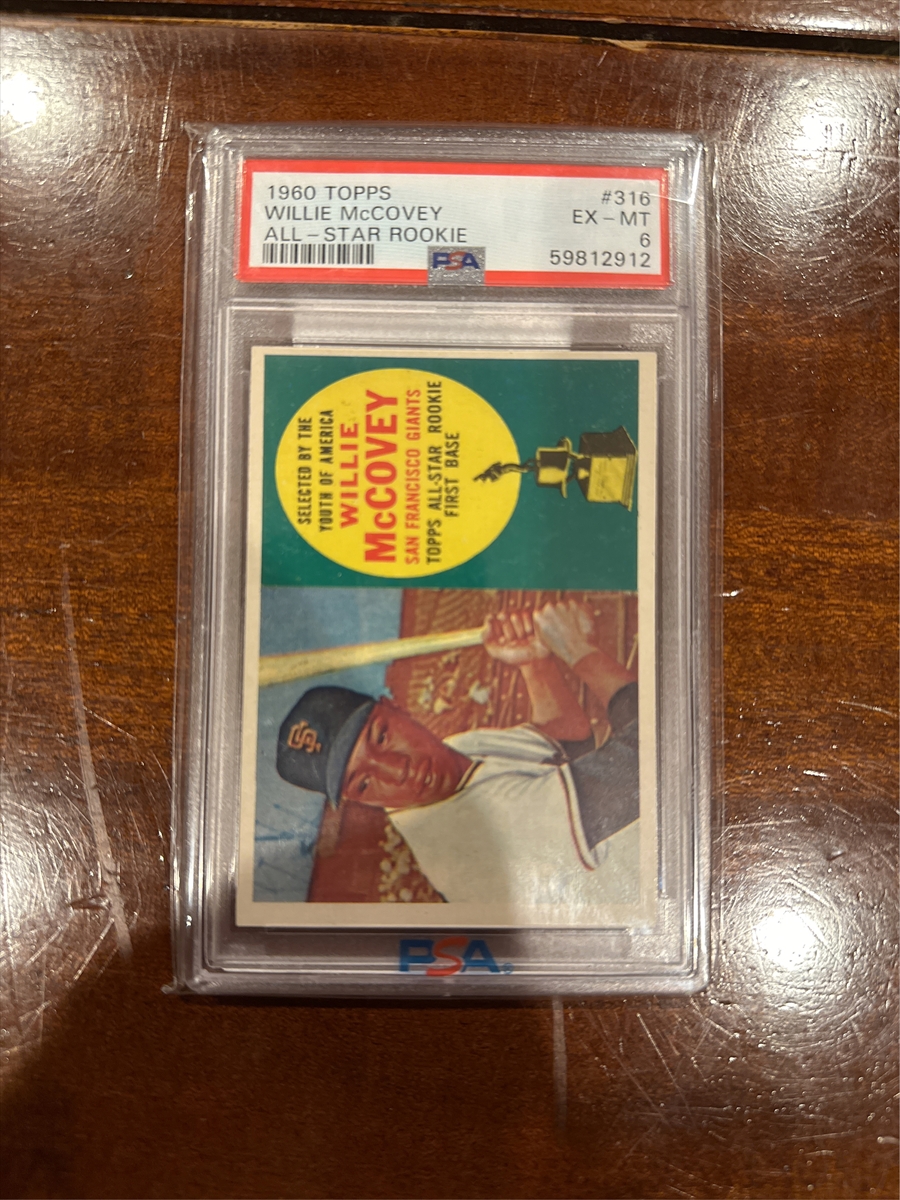 1960 TOPPS
WILLIE McCOVEY
ALL-STAR ROOKIE
#316
EX-MT
6
59812912
PSA
SELECTED BY THE
YOUTH OF AMERICA
WILLIE
McCOVEY
SAN FRANCISCO GIANTS
TOPPS ALL-STAR ROOKIE
FIRST BASE
SF
PSA®